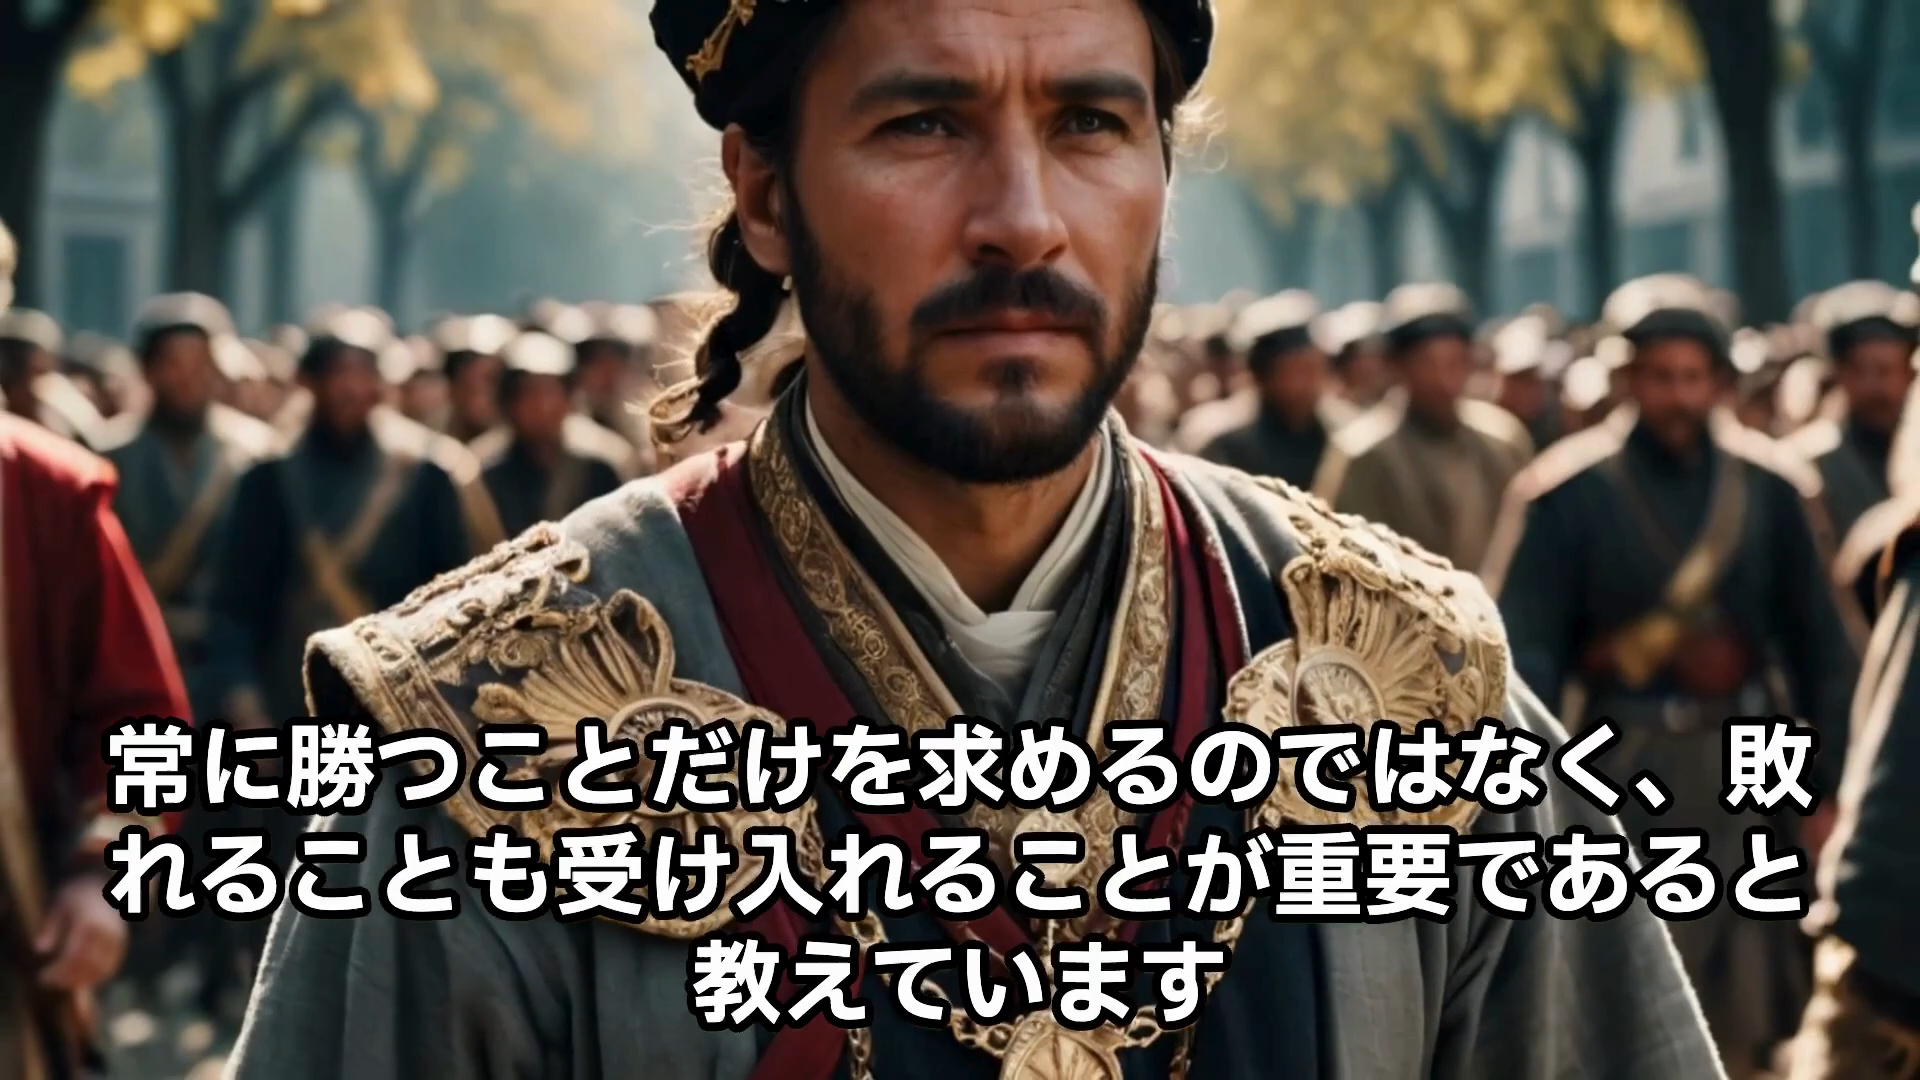 常に勝つことだけを求めるのではなく、敗
れることも受け入れることが重要であると
教えています